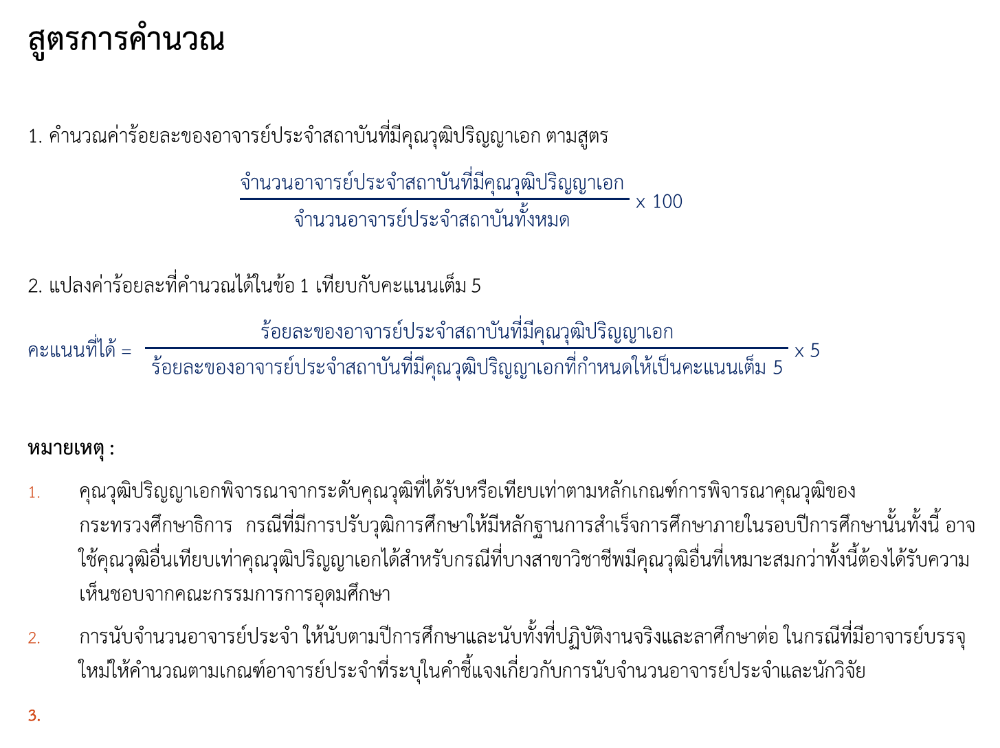 สูตรการคำนวณ
1. คำนวณค่าร้อยละของอาจารย์ประจำสถาบันที่มีคุณวุฒิปริญญาเอก ตามสูตร
จำนวนอาจารย์ประจำสถาบันที่มีคุณวุฒิปริญญาเอก
x 100
จำนวนอาจารย์ประจำสถาบันทั้งหมด
2. แปลงค่าร้อยละที่คำนวณได้ในข้อ 1 เทียบกับคะแนนเต็ม 5
ร้อยละของอาจารย์ประจำสถาบันที่มีคุณวุฒิปริญญาเอก
คะแนนที่ได้ =
x 5
ร้อยละของอาจารย์ประจำสถาบันที่มีคุณวุฒิปริญญาเอกที่กำหนดให้เป็นคะแนนเต็ม 5
หมายเหตุ :
1. คุณวุฒิปริญญาเอกพิจารณาจากระดับคุณวุฒิที่ได้รับหรือเทียบเท่าตามหลักเกณฑ์การพิจารณาคุณวุฒิของ
กระทรวงศึกษาธิการ กรณีที่มีการปรับวุฒิการศึกษาให้มีหลักฐานการสำเร็จการศึกษาภายในรอบปีการศึกษานั้นทั้งนี้ อาจ
ใช้คุณวุฒิอื่นเทียบเท่าคุณวุฒิปริญญาเอกได้สำหรับกรณีที่บางสาขาวิชาชีพมีคุณวุฒิอื่นที่เหมาะสมกว่าทั้งนี้ต้องได้รับความ
เห็นชอบจากคณะกรรมการการอุดมศึกษา
2. การนับจำนวนอาจารย์ประจำ ให้นับตามปีการศึกษาและนับทั้งที่ปฏิบัติงานจริงและลาศึกษาต่อ ในกรณีที่มีอาจารย์บรรจุ
ใหม่ให้คำนวณตามเกณฑ์อาจารย์ประจำที่ระบุในคำชี้แจงเกี่ยวกับการนับจำนวนอาจารย์ประจำและนักวิจัย
3.